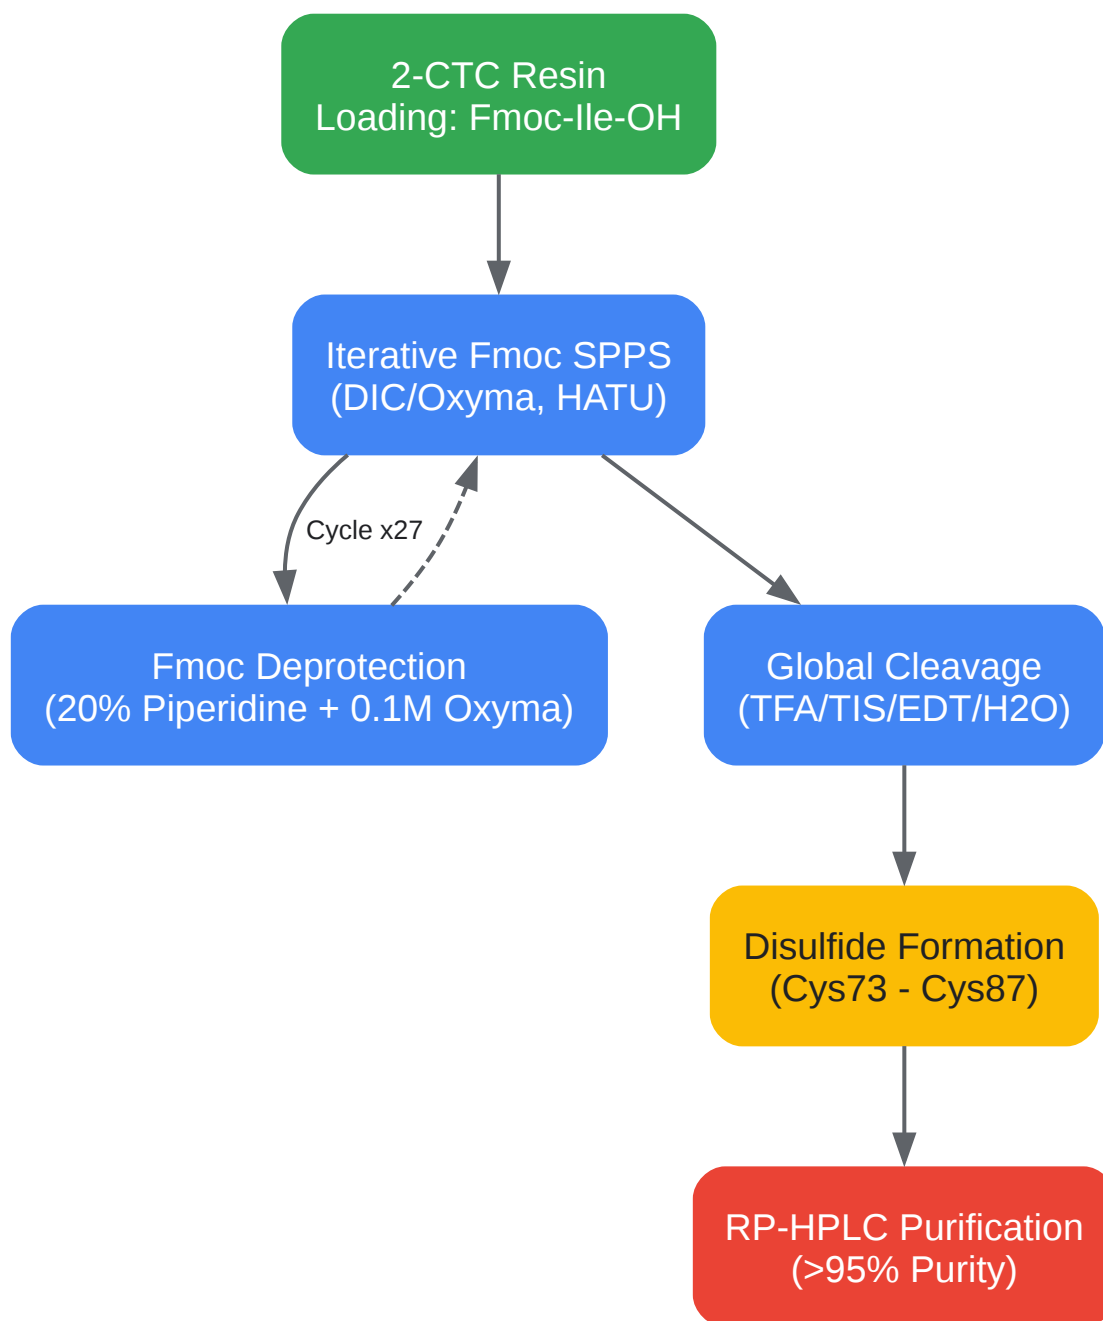 2-CTC Resin
Loading: Fmoc-Ile-OH
Iterative Fmoc SPPS
(DIC/Oxyma, HATU)
Cycle x27
Fmoc Deprotection
(20% Piperidine + 0.1M Oxyma)
Global Cleavage
(TFA/TIS/EDT/H2O)
Disulfide Formation
(Cys73 - Cys87)
RP-HPLC Purification
(>95% Purity)